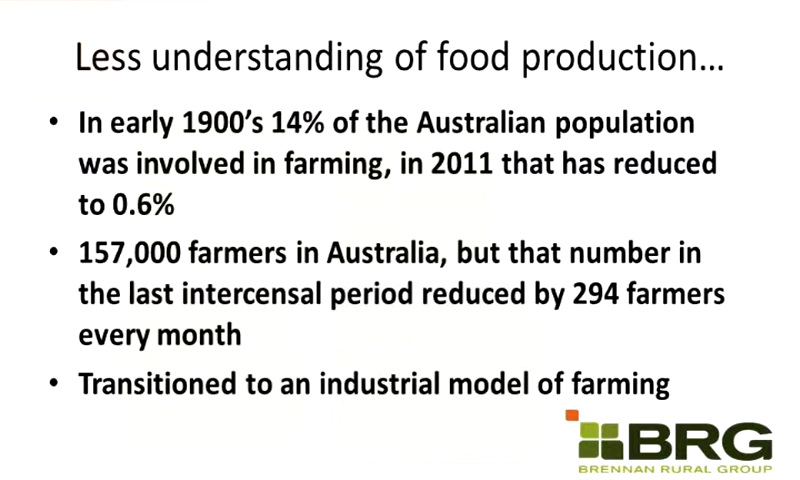 Less understanding of food production...
• In early 1900's 14% of the Australian population
was involved in farming, in 2011 that has reduced
to 0.6%
• 157,000 farmers in Australia, but that number in
the last intercensal period reduced by 294 farmers
every month
• Transitioned to an industrial model of farming
BRG
BRENNAN RURAL GROUP